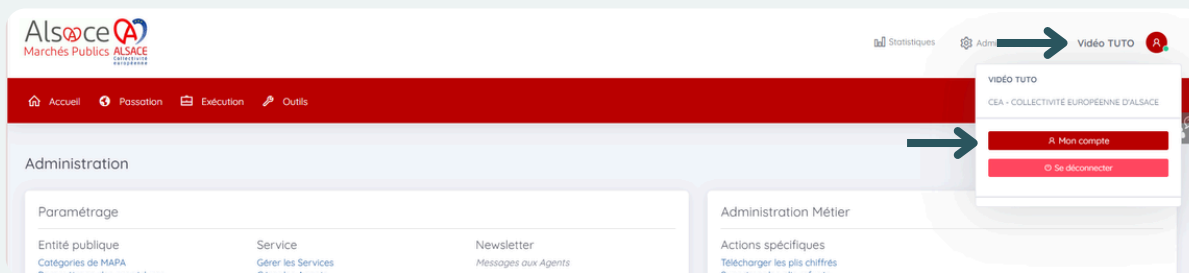 Alsace
Marchés Publics ALSACE
Collectivité
européenne
Statistiques
Vidéo TUTO
VIDÉO TUTO
CEA - COLLECTIVITÉ EUROPÉENNE D'ALSACE
Mon compte
Se déconnecter
Accueil Passation Exécution Outils
Administration
Paramétrage
Entité publique Service Newsletter
Catégories de MAPA Gérer les Services Messages aux Agents
Administration Métier
Actions spécifiques
Télécharger les plis chiffrés